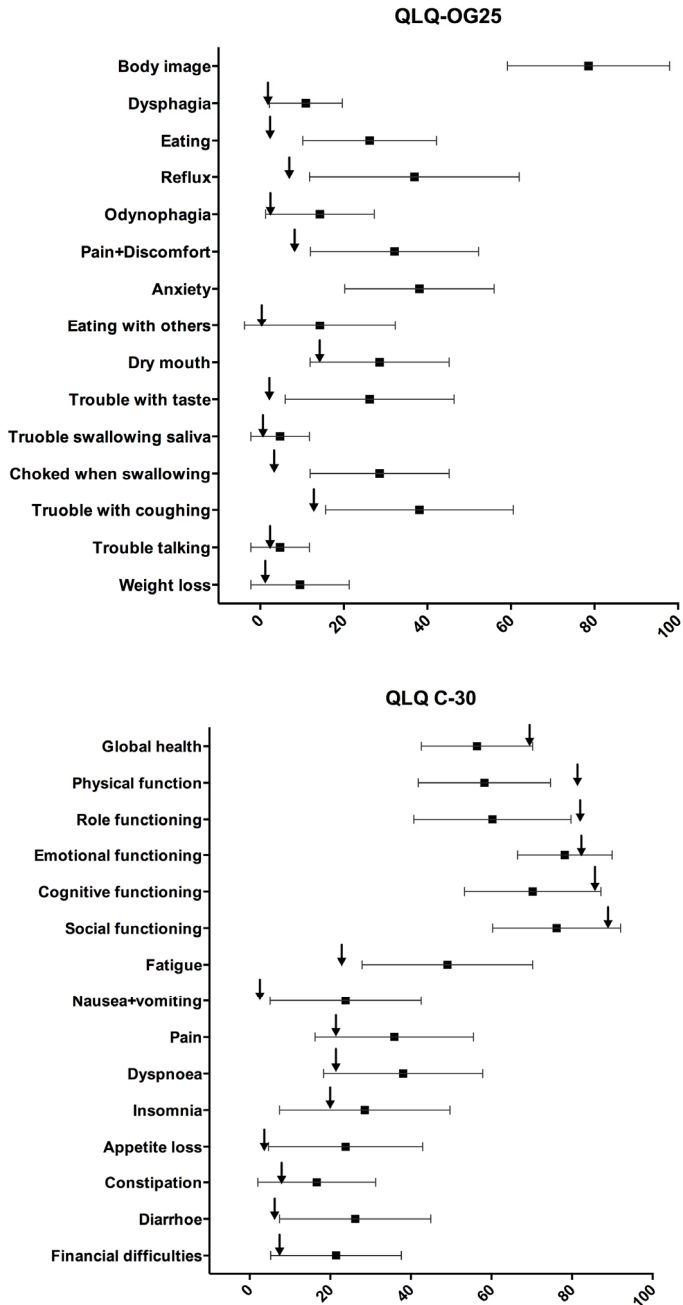 QLQ-OG25
Body image
Dysphagia
Eating
Reflux
Odynophagia
Pain+Discomfort
Anxiety
Eating with others
Dry mouth
Trouble with taste
Truoble swallowing saliva
Choked when swallowing
Truoble with coughing
Trouble talking
Weight loss
0 20 40 60 80 100
QLQ C-30
Global health
Physical function
Role functioning
Emotional functioning
Cognitive functioning
Social functioning
Fatigue
Nausea+vomiting
Pain
Dyspnoea
Insomnia
Appetite loss
Constipation
Diarrhoe
Financial difficulties
0 20 40 60 80 100